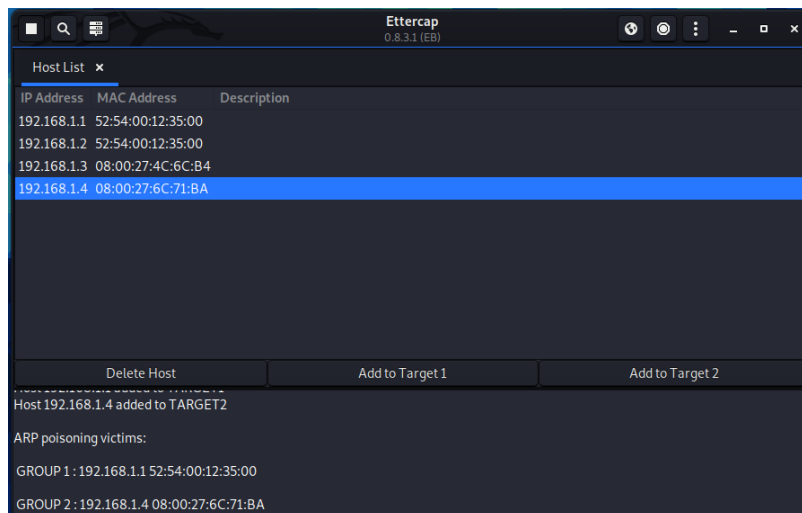 Ettercap
0.8.3.1 (EB)
Host List ×
IP Address MAC Address Description
192.168.1.1 52:54:00:12:35:00
192.168.1.2 52:54:00:12:35:00
192.168.1.3 08:00:27:4C:6C:B4
192.168.1.4 08:00:27:6C:71:BA
Delete Host Add to Target 1 Add to Target 2
Host 192.168.1.4 added to TARGET2
ARP poisoning victims:
GROUP 1 : 192.168.1.1 52:54:00:12:35:00
GROUP 2 : 192.168.1.4 08:00:27:6C:71:BA